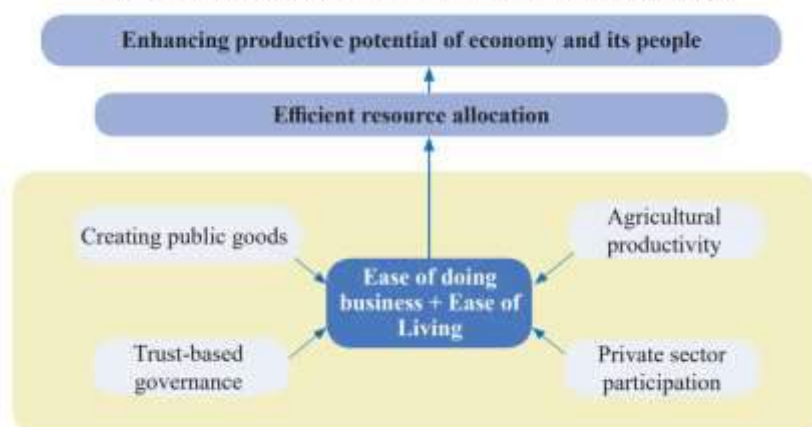 Enhancing productive potential of economy and its people
Efficient resource allocation
Creating public goods
Agricultural
productivity
Ease of doing
business + Ease of
Living
Trust-based
governance
Private sector
participation